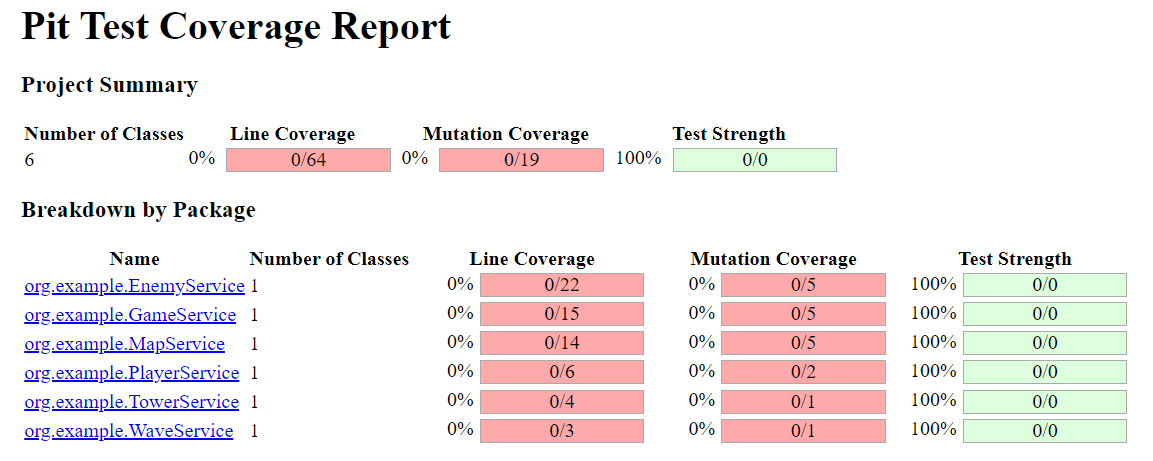 Pit Test Coverage Report
Project Summary
Number of Classes Line Coverage Mutation Coverage Test Strength
6 0% 0/64 0% 0/19 100% 0/0
Breakdown by Package
Name Number of Classes Line Coverage Mutation Coverage Test Strength
org.example.EnemyService 1 0% 0/22 0% 0/5 100% 0/0
org.example.GameService 1 0% 0/15 0% 0/5 100% 0/0
org.example.MapService 1 0% 0/14 0% 0/5 100% 0/0
org.example.PlayerService 1 0% 0/6 0% 0/2 100% 0/0
org.example.TowerService 1 0% 0/4 0% 0/1 100% 0/0
org.example.WaveService 1 0% 0/3 0% 0/1 100% 0/0